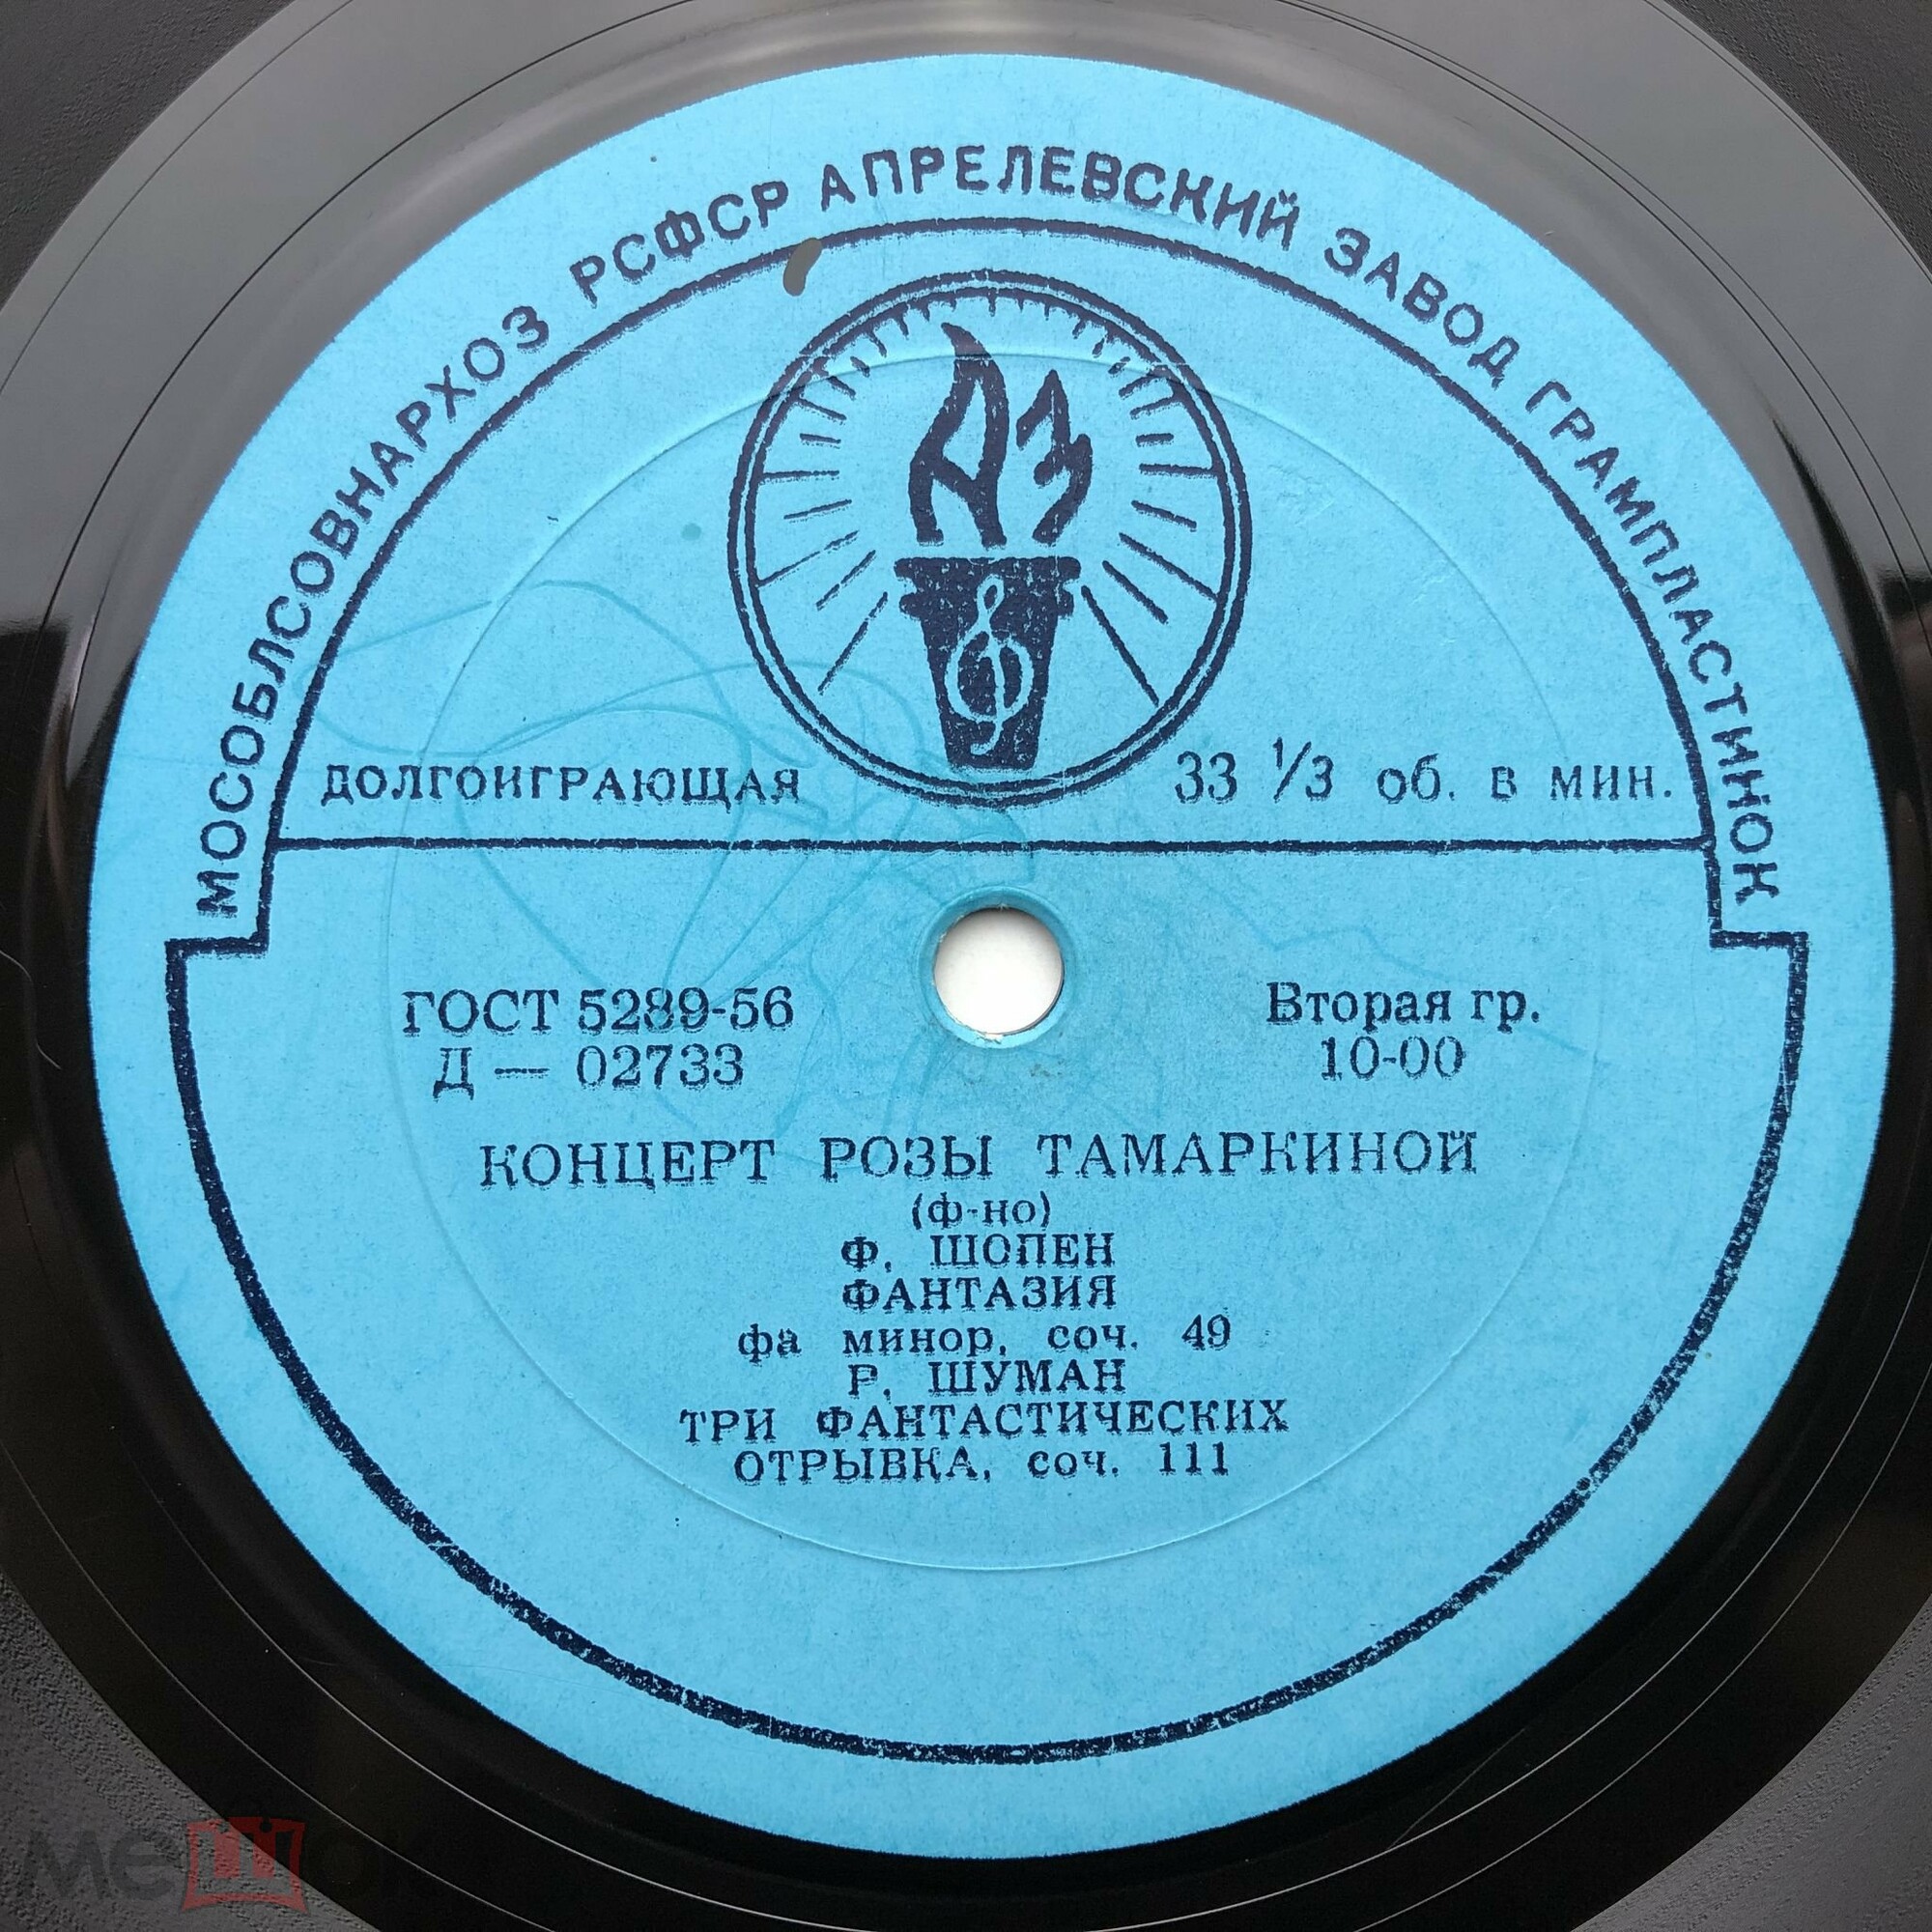 МОСОБЛСОВНАРХОЗ РСФСР АПРЕЛЕВСКИЙ ЗАВОД ГРАМПЛАСТИНОК
АЗ
ДОЛГОИГРАЮЩАЯ 33 1/3 об. в мин.
ГОСТ 5289-56 Вторая гр.
Д — 02733 10-00
КОНЦЕРТ РОЗЫ ТАМАРКИНОЙ
(ф-но)
Ф. ШОПЕН
ФАНТАЗИЯ
фа минор, соч. 49
Р. ШУМАН
ТРИ ФАНТАСТИЧЕСКИХ
ОТРЫВКА, соч. 111
мешок